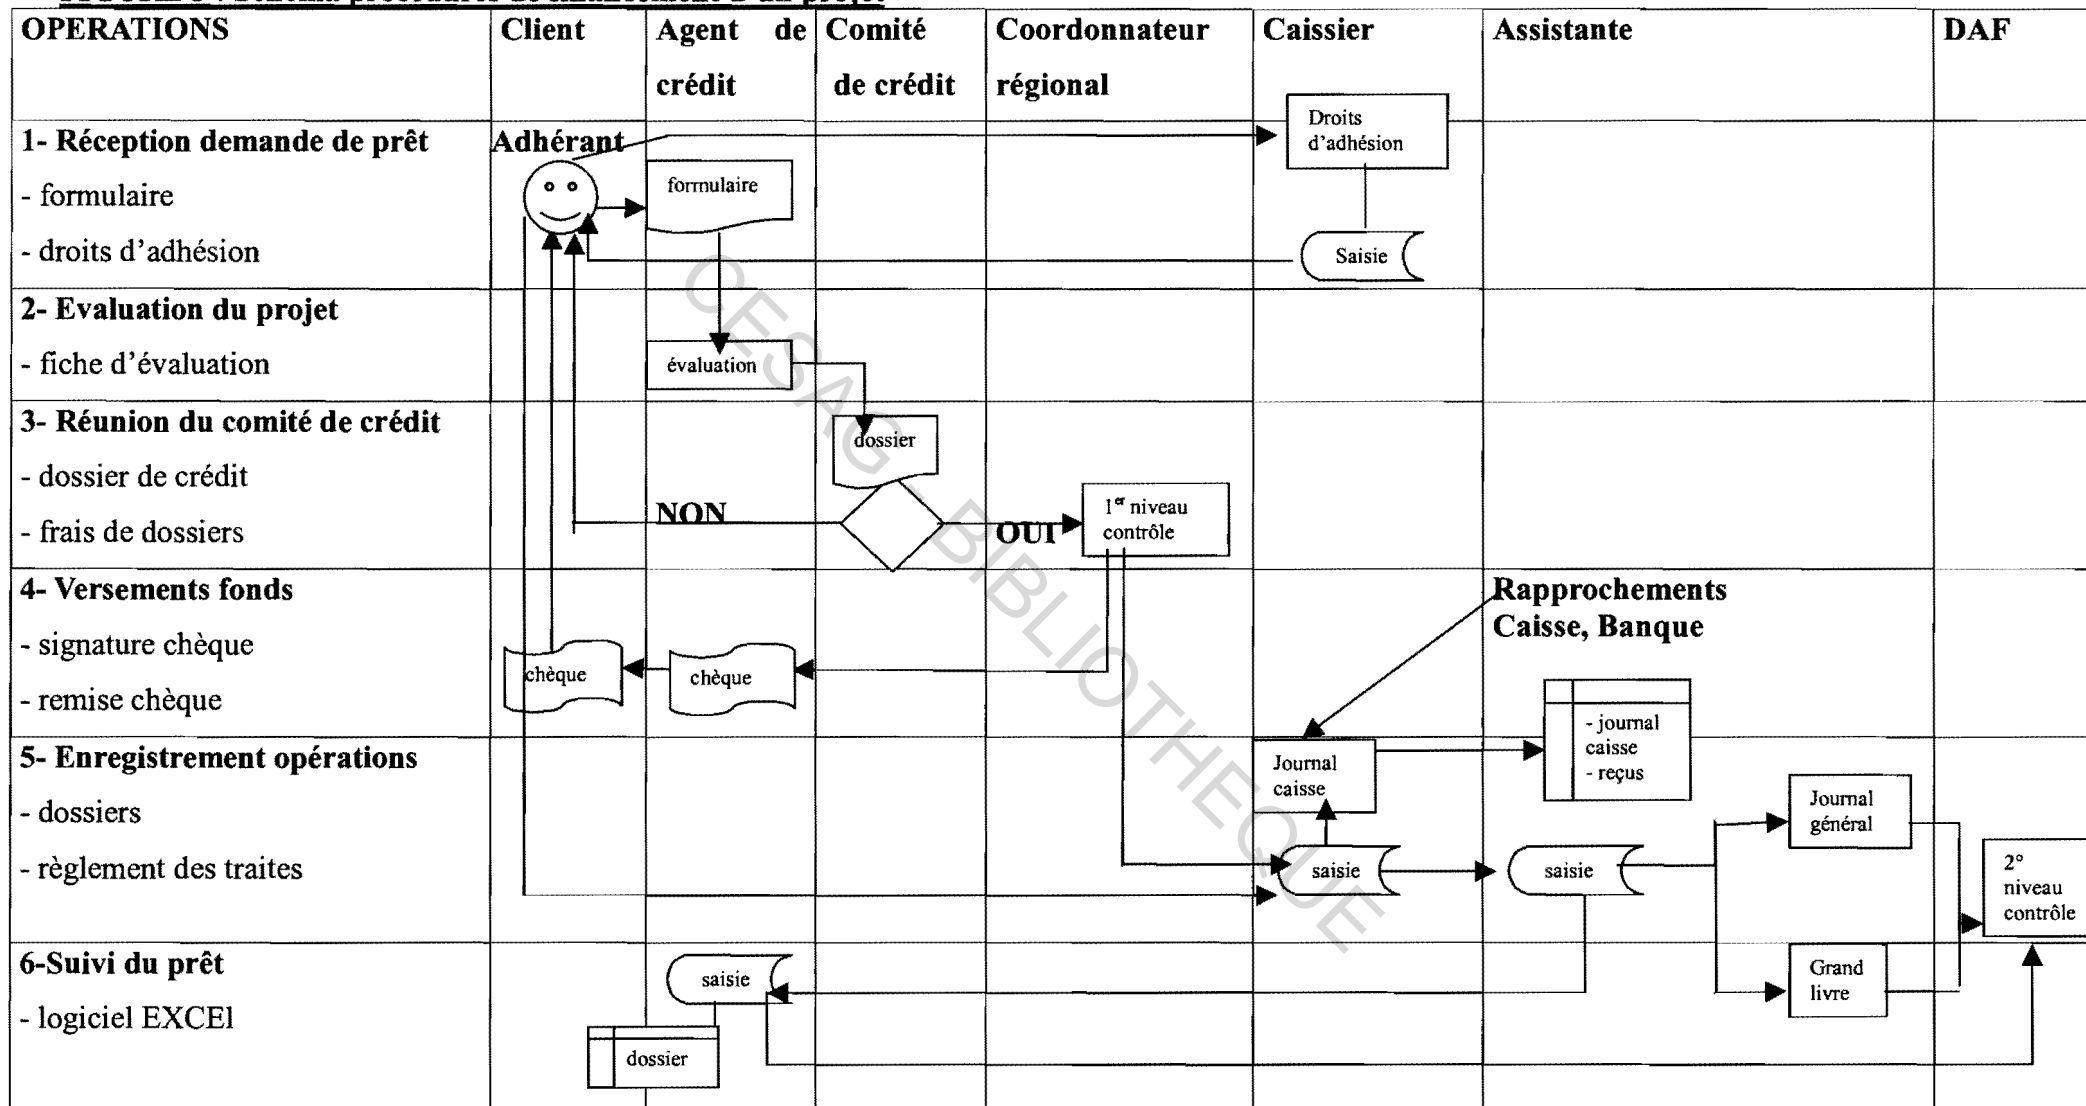 OPERATIONS
Client
Agent de
crédit
Comité
de crédit
Coordonnateur
régional
Caissier
Assistante
DAF
1- Réception demande de prêt
- formulaire
- droits d'adhésion
Adhérant
formulaire
Droits
d'adhésion
Saisie
2- Evaluation du projet
- fiche d'évaluation
évaluation
3- Réunion du comité de crédit
- dossier de crédit
- frais de dossiers
dossier
NON
OUI
1er niveau
contrôle
4- Versements fonds
- signature chèque
- remise chèque
chèque
chèque
Rapprochements
Caisse, Banque
- journal
caisse
- reçus
5- Enregistrement opérations
- dossiers
- règlement des traites
Journal
caisse
saisie
saisie
Journal
général
2°
niveau
contrôle
6-Suivi du prêt
- logiciel EXCEl
saisie
dossier
Grand
livre
CESAG - BIBLIOTHEQUE